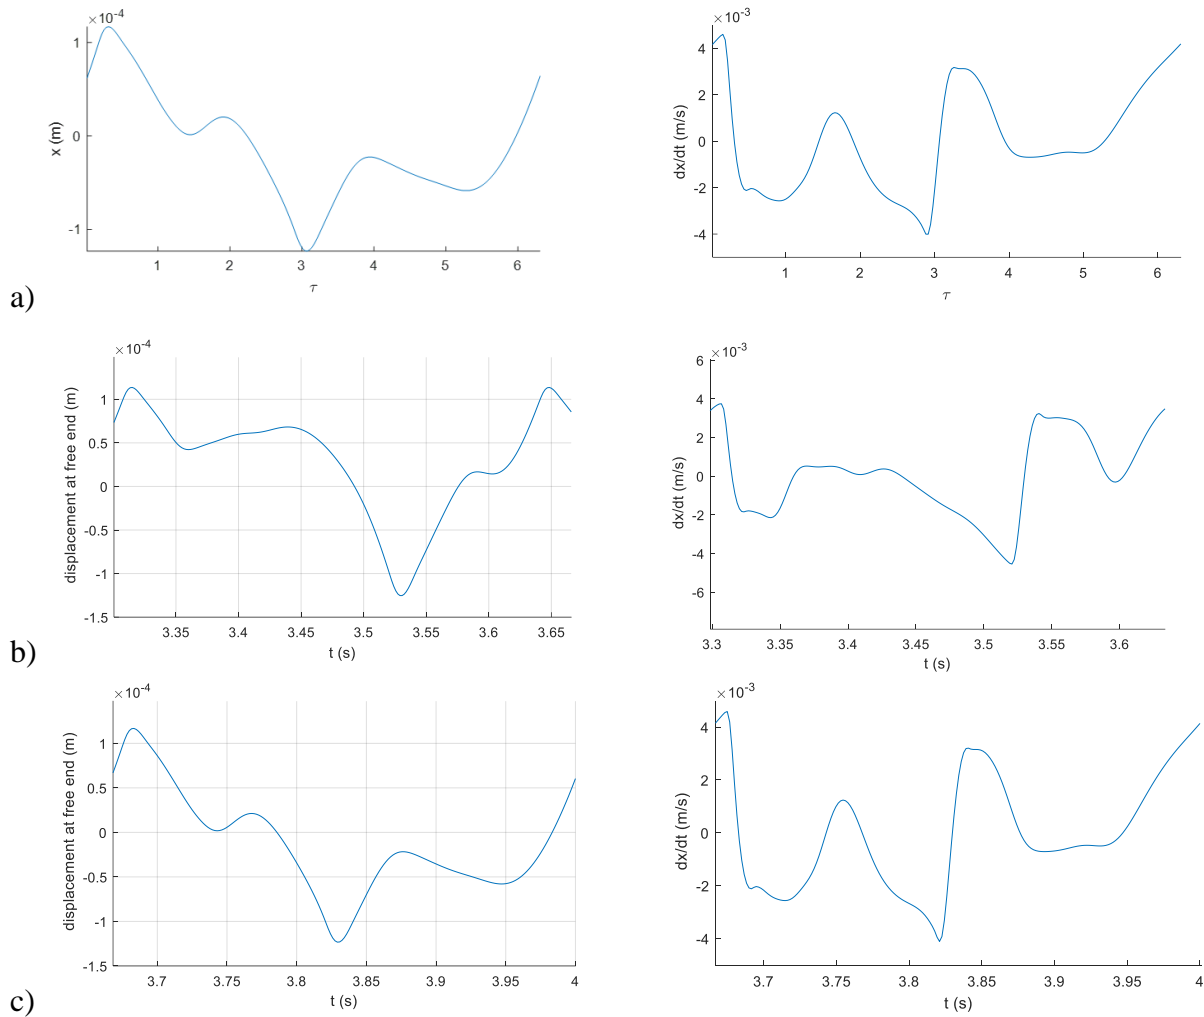 ×10-4
1
0
-1
x (m)
1 2 3 4 5 6
τ
×10-3
4
2
0
-2
-4
dx/dt (m/s)
1 2 3 4 5 6
τ
a)
×10-4
1
0.5
0
-0.5
-1
-1.5
displacement at free end (m)
3.35 3.4 3.45 3.5 3.55 3.6 3.65
t (s)
×10-3
6
4
2
0
-2
-4
-6
dx/dt (m/s)
3.3 3.35 3.4 3.45 3.5 3.55 3.6
t (s)
b)
×10-4
1
0.5
0
-0.5
-1
-1.5
displacement at free end (m)
3.7 3.75 3.8 3.85 3.9 3.95 4
t (s)
×10-3
4
2
0
-2
-4
dx/dt (m/s)
3.7 3.75 3.8 3.85 3.9 3.95 4
t (s)
c)